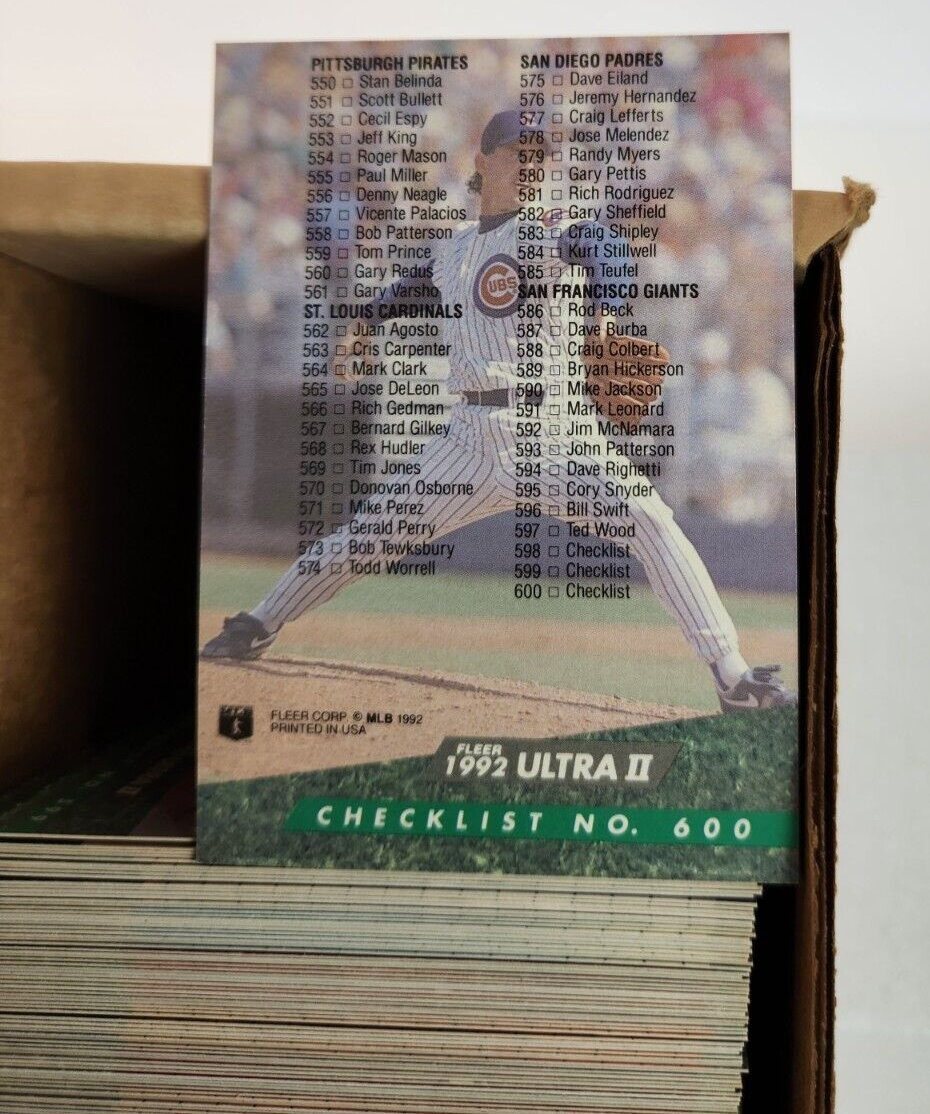 PITTSBURGH PIRATES
550 □ Stan Belinda
551 □ Scott Bullett
552 □ Cecil Espy
553 □ Jeff King
554 □ Roger Mason
555 □ Paul Miller
556 □ Denny Neagle
557 □ Vicente Palacios
558 □ Bob Patterson
559 □ Tom Prince
560 □ Gary Redus
561 □ Gary Varsho
ST. LOUIS CARDINALS
562 □ Juan Agosto
563 □ Cris Carpenter
564 □ Mark Clark
565 □ Jose DeLeon
566 □ Rich Gedman
567 □ Bernard Gilkey
568 □ Rex Hudler
569 □ Tim Jones
570 □ Donovan Osborne
571 □ Mike Perez
572 □ Gerald Perry
573 □ Bob Tewksbury
574 □ Todd Worrell
SAN DIEGO PADRES
575 □ Dave Eiland
576 □ Jeremy Hernandez
577 □ Craig Lefferts
578 □ Jose Melendez
579 □ Randy Myers
580 □ Gary Pettis
581 □ Rich Rodriguez
582 □ Gary Sheffield
583 □ Craig Shipley
584 □ Kurt Stillwell
585 □ Tim Teufel
SAN FRANCISCO GIANTS
586 □ Rod Beck
587 □ Dave Burba
588 □ Craig Colbert
589 □ Bryan Hickerson
590 □ Mike Jackson
591 □ Mark Leonard
592 □ Jim McNamara
593 □ John Patterson
594 □ Dave Righetti
595 □ Cory Snyder
596 □ Bill Swift
597 □ Ted Wood
598 □ Checklist
599 □ Checklist
600 □ Checklist
CUBS
FLEER CORP. © MLB 1992
PRINTED IN USA
FLEER
1992 ULTRA II
CHECKLIST NO. 600